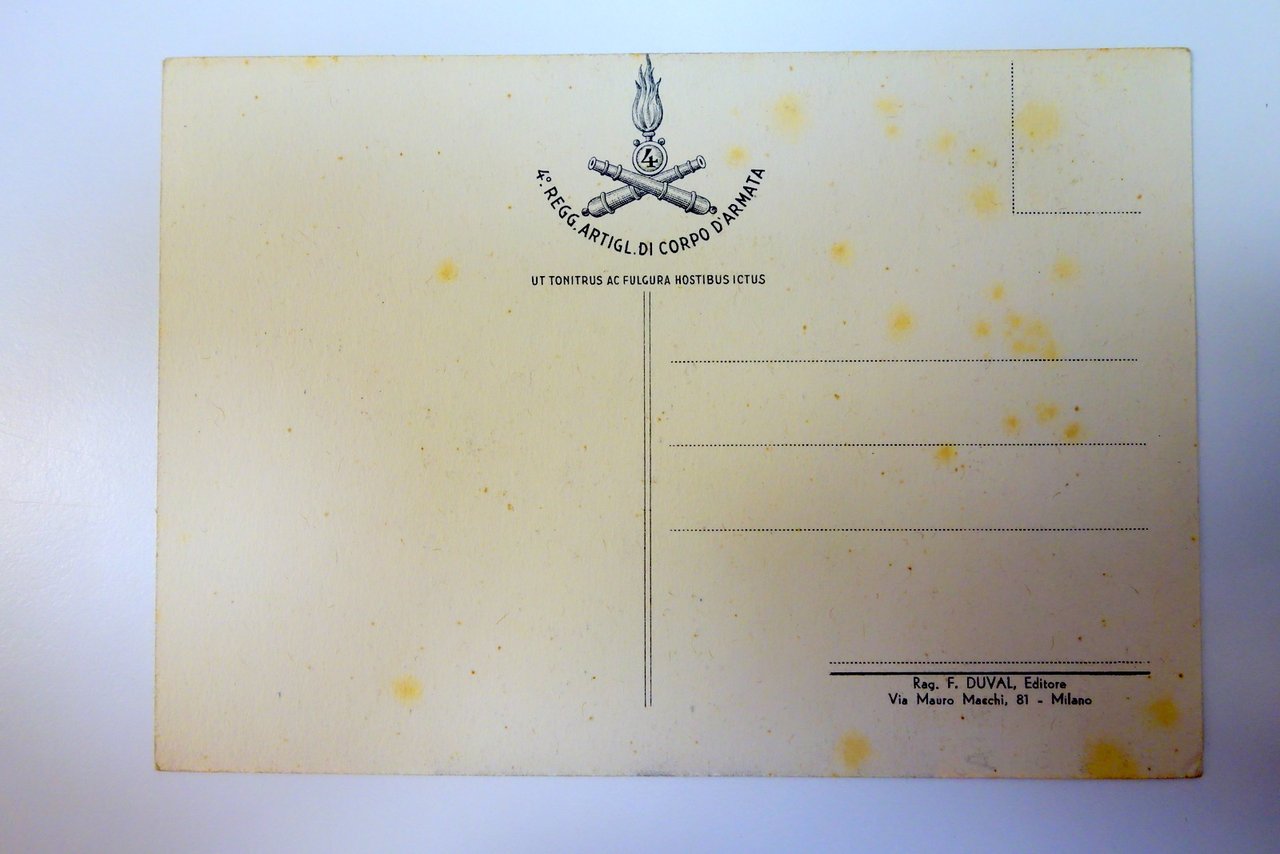 4
4º. REGG. ARTIGL. DI CORPO D'ARMATA
UT TONITRUS AC FULGURA HOSTIBUS ICTUS
Rag. F. DUVAL, Editore
Via Mauro Macchi, 81 - Milano